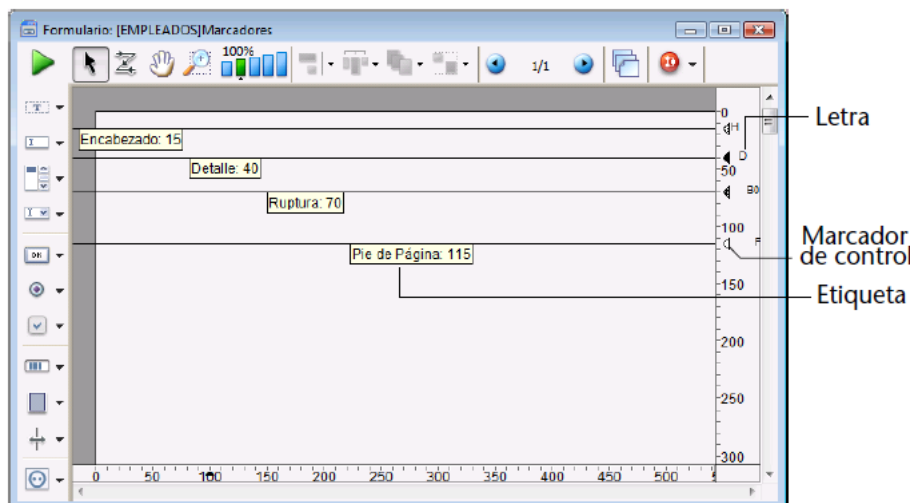 Formulario: [EMPLEADOS]Marcadores
100%
1/1
Encabezado: 15
Detalle: 40
Ruptura: 70
Pie de Página: 115
0
50
100
150
200
250
300
H
D
B0
F
0 50 100 150 200 250 300 350 400 450 500
Letra
Marcador
de control
Etiqueta
OK